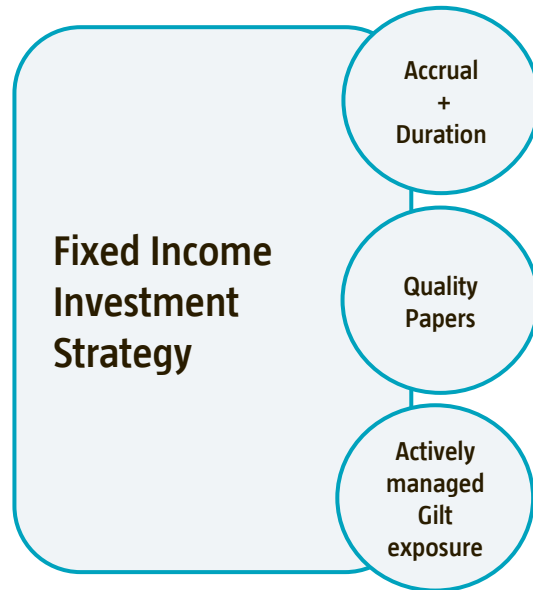 Accrual
+
Duration
Fixed Income
Investment
Strategy
Quality
Papers
Actively
managed
Gilt
exposure